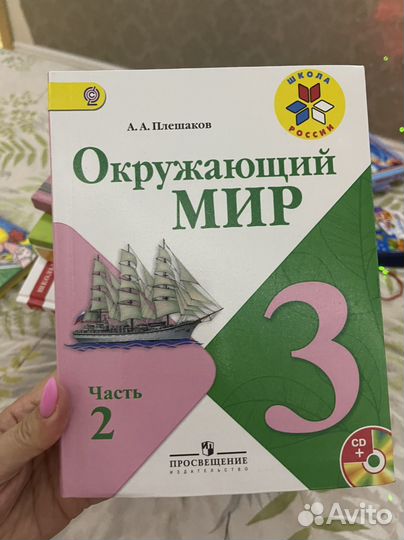 ШКОЛА
РОССИИ
А. А. Плешаков
Окружающий
МИР
3
Часть
2
CD
+
ПРОСВЕЩЕНИЕ
ИЗДАТЕЛЬСТВО
Avito